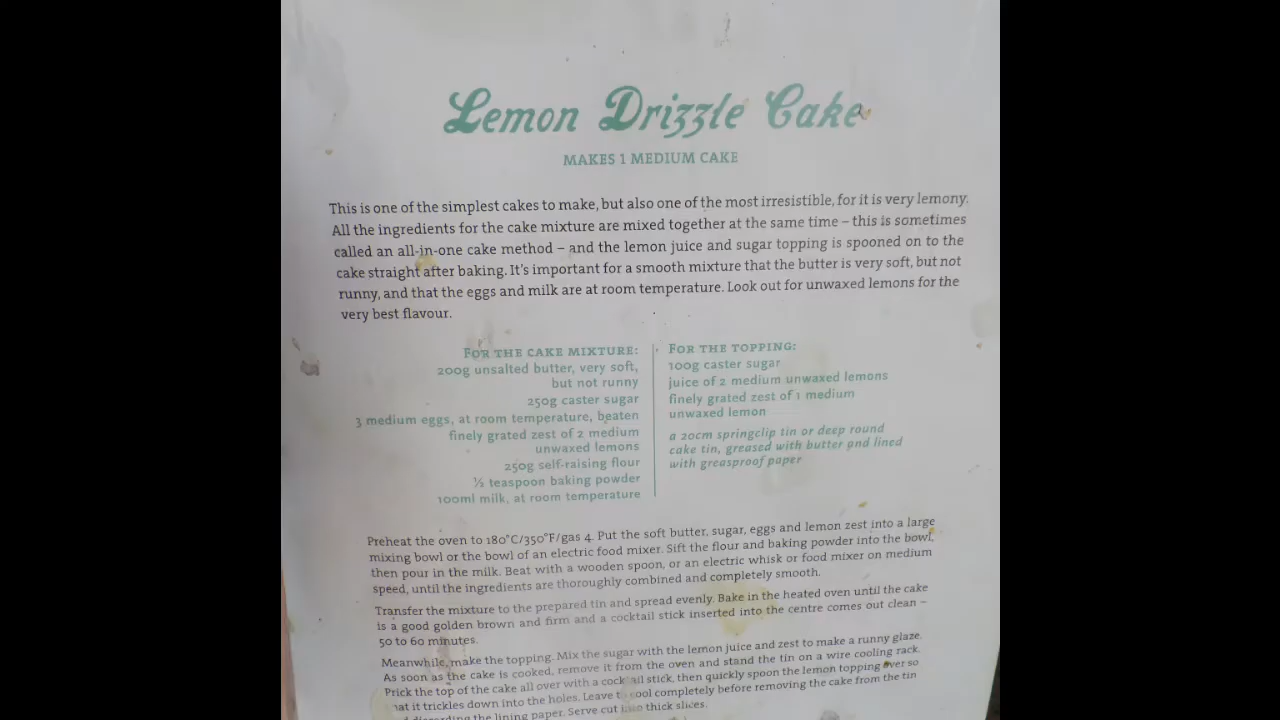 Lemon Drizzle Cake
MAKES 1 MEDIUM CAKE
This is one of the simplest cakes to make, but also one of the most irresistible, for it is very lemony.
All the ingredients for the cake mixture are mixed together at the same time – this is sometimes
called an all-in-one cake method – and the lemon juice and sugar topping is spooned on to the
cake straight after baking. It's important for a smooth mixture that the butter is very soft, but not
runny, and that the eggs and milk are at room temperature. Look out for unwaxed lemons for the
very best flavour.
FOR THE CAKE MIXTURE:
200g unsalted butter, very soft,
but not runny
250g caster sugar
3 medium eggs, at room temperature, beaten
finely grated zest of 2 medium
unwaxed lemons
250g self-raising flour
½ teaspoon baking powder
100ml milk, at room temperature
FOR THE TOPPING:
100g caster sugar
juice of 2 medium unwaxed lemons
finely grated zest of 1 medium
unwaxed lemon
a 20cm springclip tin or deep round
cake tin, greased with butter and lined
with greasproof paper
Preheat the oven to 180°C/350°F/gas 4. Put the soft butter, sugar, eggs and lemon zest into a large
mixing bowl or the bowl of an electric food mixer. Sift the flour and baking powder into the bowl,
then pour in the milk. Beat with a wooden spoon, or an electric whisk or food mixer on medium
speed, until the ingredients are thoroughly combined and completely smooth.
Transfer the mixture to the prepared tin and spread evenly. Bake in the heated oven until the cake
is a good golden brown and firm and a cocktail stick inserted into the centre comes out clean –
50 to 60 minutes.
Meanwhile, make the topping. Mix the sugar with the lemon juice and zest to make a runny glaze.
As soon as the cake is cooked, remove it from the oven and stand the tin on a wire cooling rack.
Prick the top of the cake all over with a cocktail stick, then quickly spoon the lemon topping over so
that it trickles down into the holes. Leave to cool completely before removing the cake from the tin
discarding the lining paper. Serve cut into thick slices.